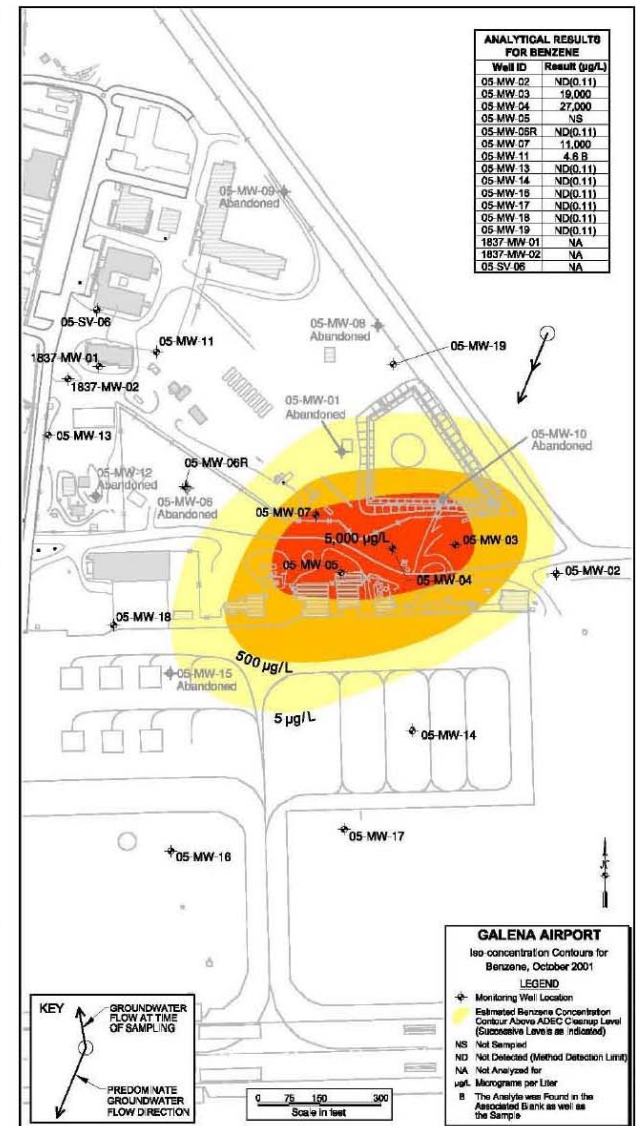 ANALYTICAL RESULTS
FOR BENZENE
Well ID Result (µg/L)
05-MW-02 ND(0.11)
05-MW-03 19,000
05-MW-04 27,000
05-MW-05 NS
05-MW-06R ND(0.11)
05-MW-07 11,000
05-MW-11 4.6 B
05-MW-13 ND(0.11)
05-MW-14 ND(0.11)
05-MW-16 ND(0.11)
05-MW-17 ND(0.11)
05-MW-18 ND(0.11)
05-MW-19 ND(0.11)
1837-MW-01 NA
1837-MW-02 NA
05-SV-06 NA
05-MW-09
Abandoned
05-SV-06
05-MW-08
Abandoned
05-MW-11
05-MW-19
1837-MW-01
1837-MW-02
05-MW-01
Abandoned
05-MW-13
05-MW-10
Abandoned
05-MW-06R
05-MW-12
Abandoned
05-MW-06
Abandoned
05-MW-07
5,000 µg/L
05-MW-03
05-MW-05
05-MW-04
05-MW-02
05-MW-18
500 µg/L
05-MW-15
Abandoned
5 µg/L
05-MW-14
05-MW-17
05-MW-16
GALENA AIRPORT
Iso-concentration Contours for
Benzene, October 2001
LEGEND
Monitoring Well Location
Estimated Benzene Concentration
Contour Above ADEC Cleanup Level
(Successive Levels as Indicated)
NS Not Sampled
ND Not Detected (Method Detection Limit)
NA Not Analyzed for
µg/L Micrograms per Liter
B The Analyte was Found in the
Associated Blank as well as
the Sample
KEY
GROUNDWATER
FLOW AT TIME
OF SAMPLING
PREDOMINATE
GROUNDWATER
FLOW DIRECTION
0 75 150 300
Scale in feet